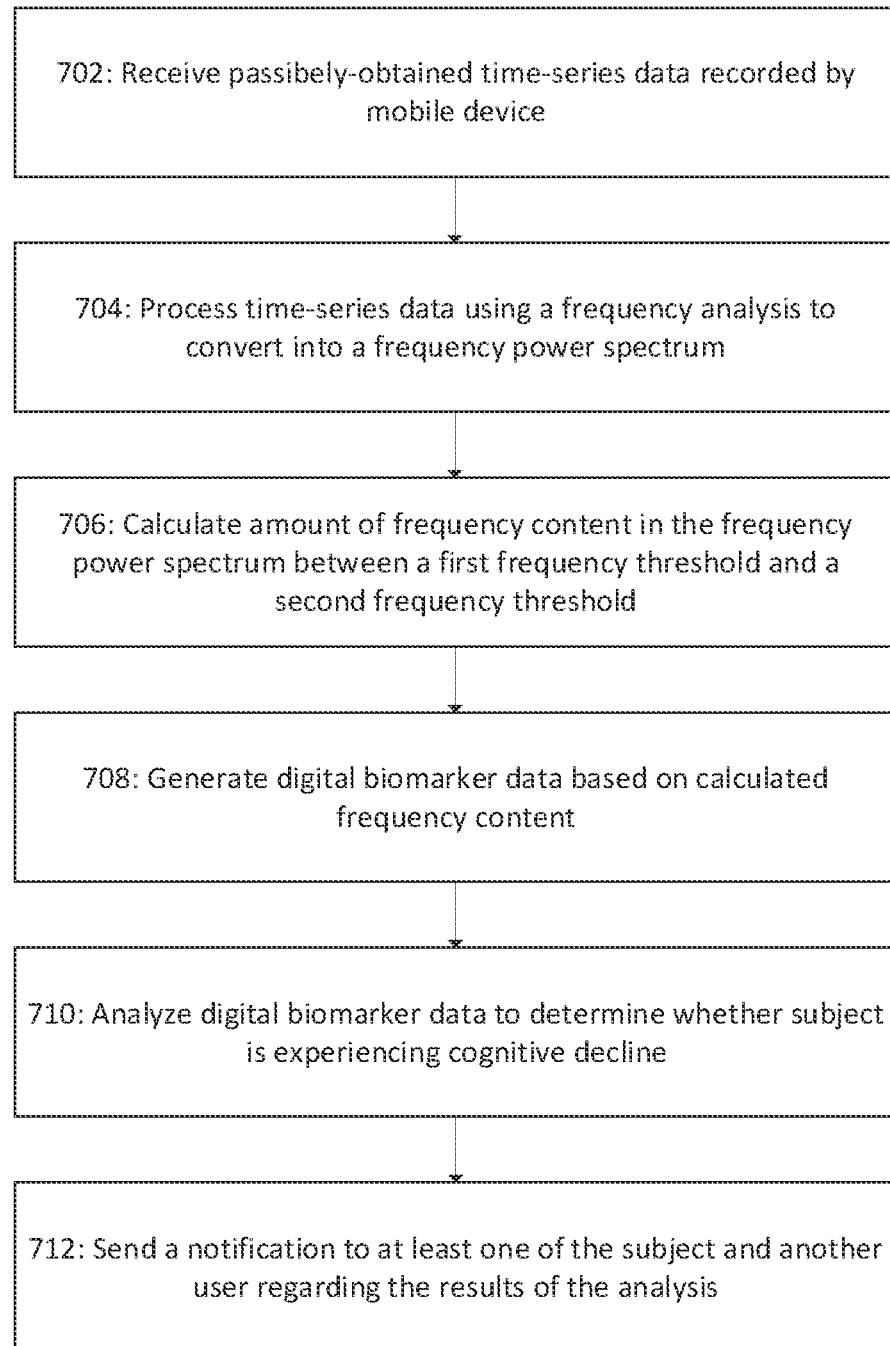 702: Receive passibely-obtained time-series data recorded by
mobile device
704: Process time-series data using a frequency analysis to
convert into a frequency power spectrum
706: Calculate amount of frequency content in the frequency
power spectrum between a first frequency threshold and a
second frequency threshold
708: Generate digital biomarker data based on calculated
frequency content
710: Analyze digital biomarker data to determine whether subject
is experiencing cognitive decline
712: Send a notification to at least one of the subject and another
user regarding the results of the analysis